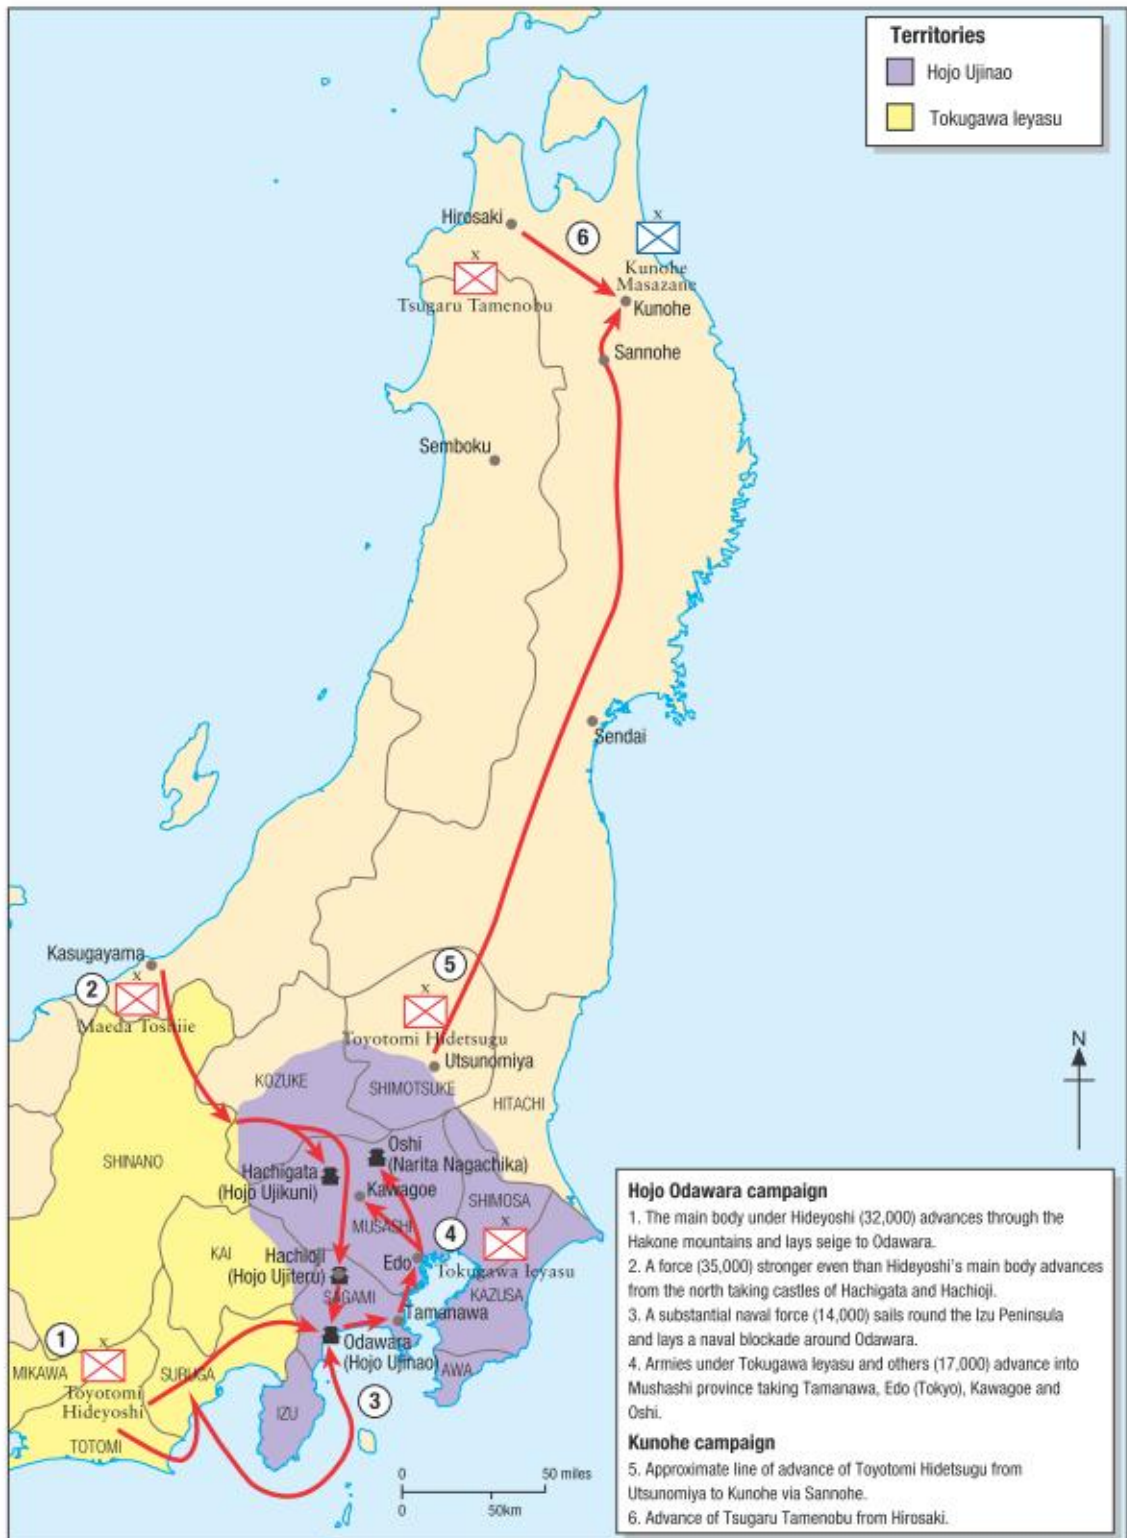 Territories
Hojo Ujinao
Tokugawa Ieyasu
Hirosaki
6
x
Kunohe
Masazane
x
Tsugaru Tamenobu
Kunohe
Sannohe
Semboku
Sendai
Kasugayama
2
x
Maeda Toshiie
5
x
Toyotomi Hidetsugu
Utsunomiya
KOZUKE
SHIMOTSUKE
HITACHI
N
SHINANO
Oshi
(Narita Nagachika)
Hachigata
(Hojo Ujikuni)
Kawagoe
SHIMOSA
MUSASHI
KAI
Hachioji
(Hojo Ujiteru)
4
x
Edo
Tokugawa Ieyasu
SAGAMI
KAZUSA
Tamanawa
1
x
Odawara
(Hojo Ujinao)
MIKAWA
SURUGA
AWA
Toyotomi
Hideyoshi
3
IZU
TOTOMI
0
50 miles
0
50km
Hojo Odawara campaign
1. The main body under Hideyoshi (32,000) advances through the
Hakone mountains and lays seige to Odawara.
2. A force (35,000) stronger even than Hideyoshi's main body advances
from the north taking castles of Hachigata and Hachioji.
3. A substantial naval force (14,000) sails round the Izu Peninsula
and lays a naval blockade around Odawara.
4. Armies under Tokugawa Ieyasu and others (17,000) advance into
Mushashi province taking Tamanawa, Edo (Tokyo), Kawagoe and
Oshi.
Kunohe campaign
5. Approximate line of advance of Toyotomi Hidetsugu from
Utsunomiya to Kunohe via Sannohe.
6. Advance of Tsugaru Tamenobu from Hirosaki.